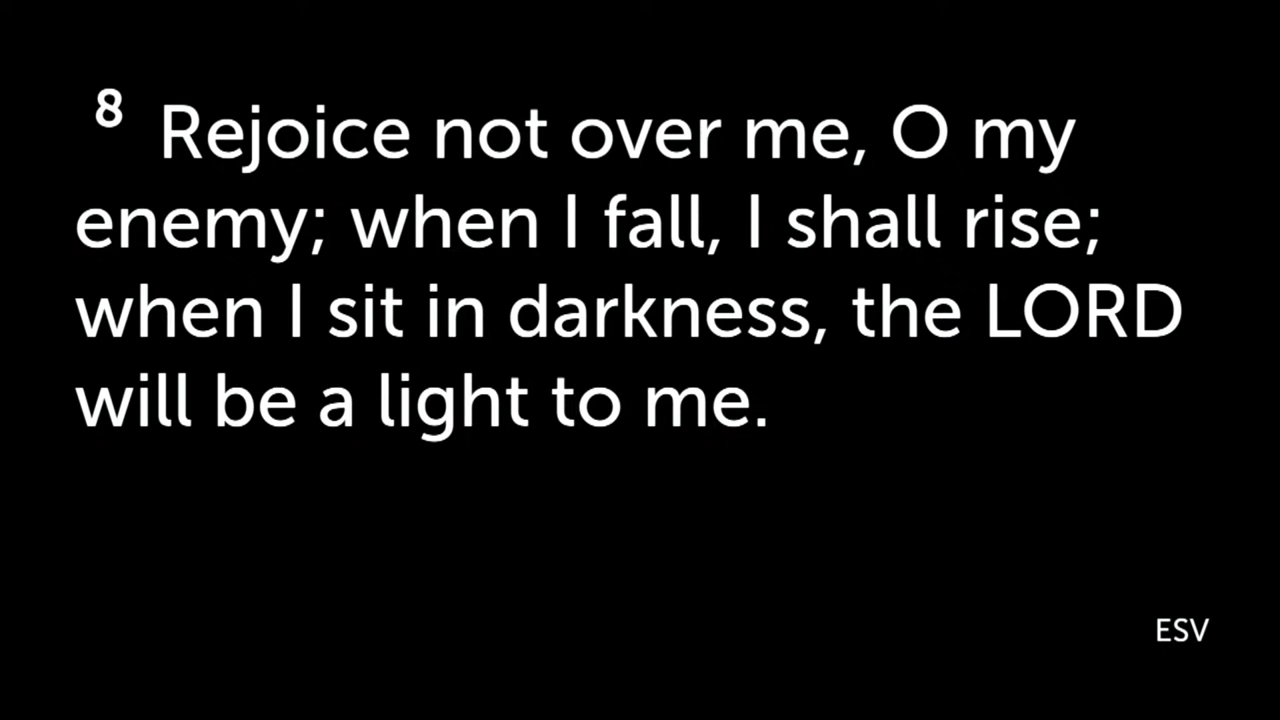 8 Rejoice not over me, O my
enemy; when I fall, I shall rise;
when I sit in darkness, the LORD
will be a light to me.
ESV